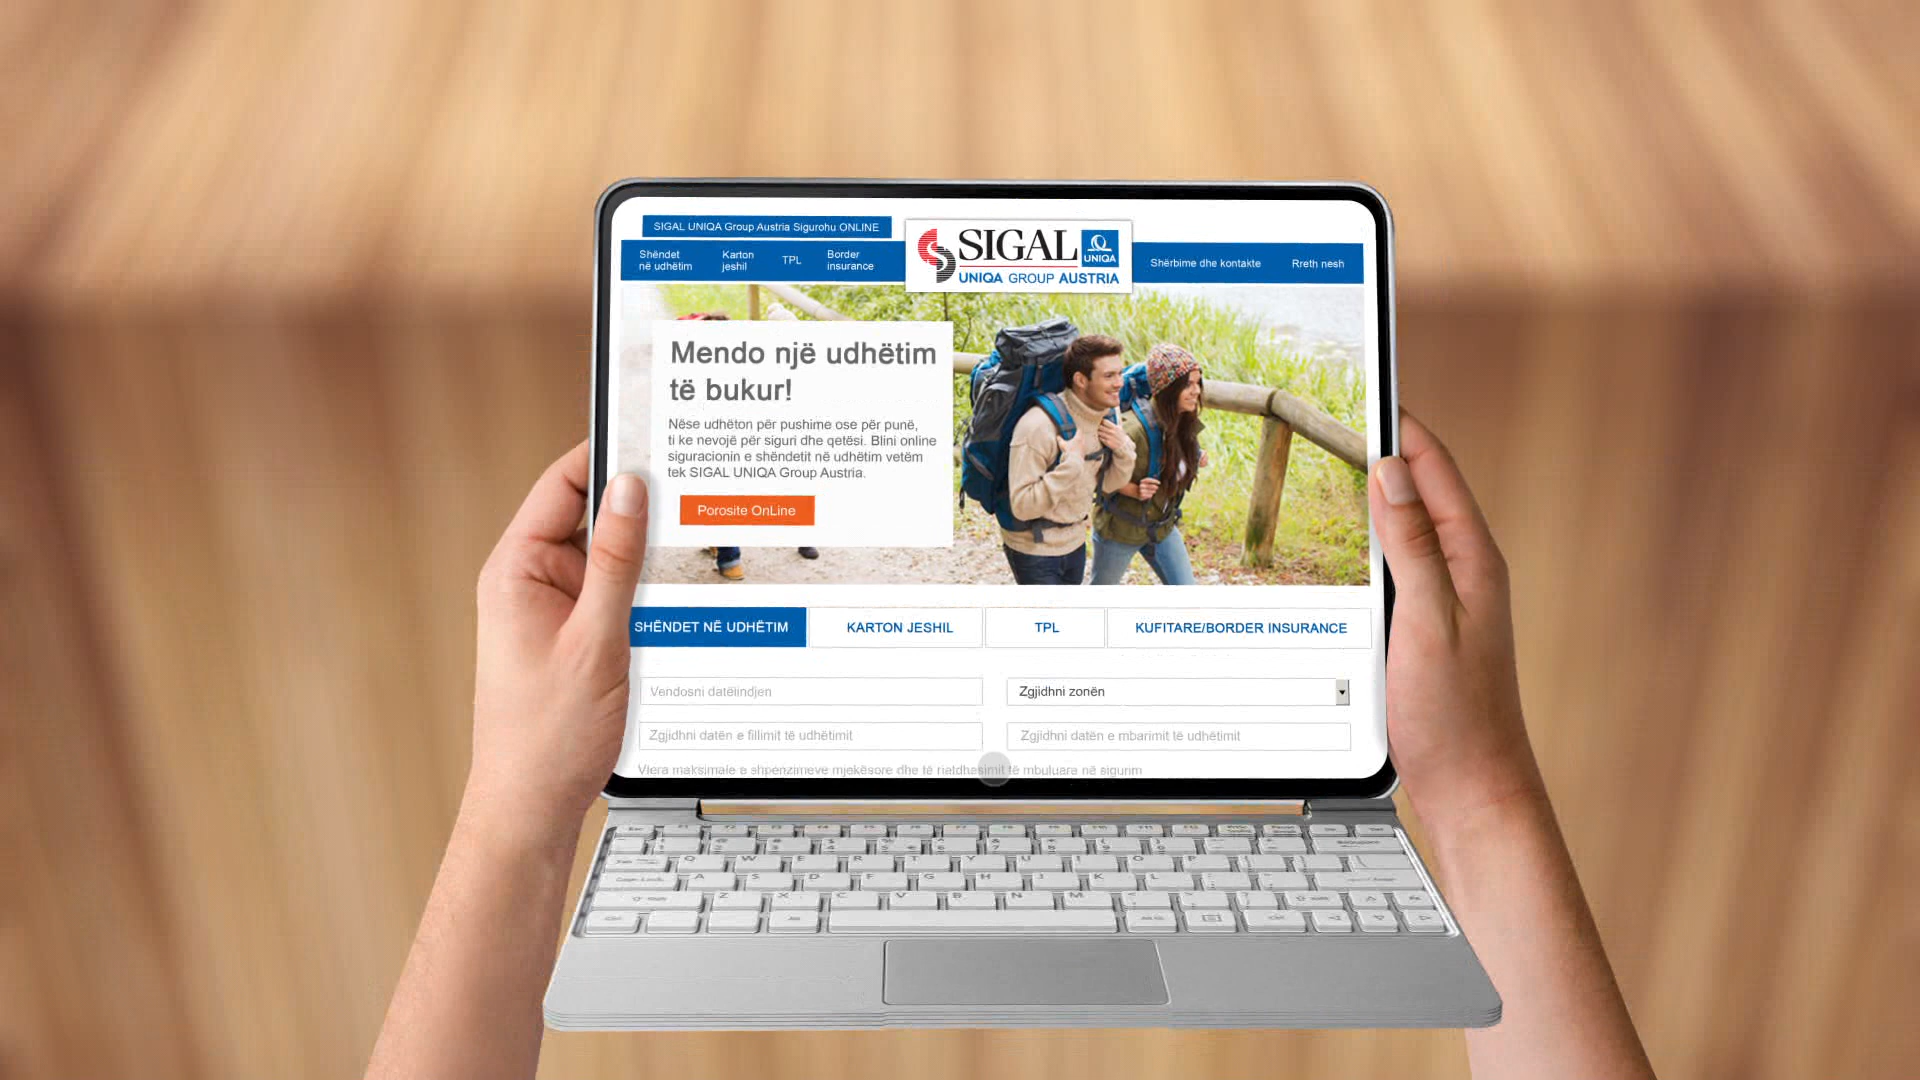 SIGAL UNIQA Group Austria Sigurohu ONLINE
Shëndet
në udhëtim
Karton
jeshil
TPL
Border
insurance
SIGAL
UNIQA
UNIQA GROUP AUSTRIA
Shërbime dhe kontakte
Rreth nesh
Mendo një udhëtim
të bukur!
Nëse udhëton për pushime ose për punë,
ti ke nevojë për siguri dhe qetësi. Blini online
siguracionin e shëndetit në udhëtim vetëm
tek SIGAL UNIQA Group Austria.
Porosite OnLine
SHËNDET NË UDHËTIM
KARTON JESHIL
TPL
KUFITARE/BORDER INSURANCE
Vendosni datëlindjen
Zgjidhni zonën
Zgjidhni datën e fillimit të udhëtimit
Zgjidhni datën e mbarimit të udhëtimit
Vlera maksimale e shpenzimeve mjekësore dhe të riatdhesimit të mbuluara në sigurim
Q W E R T Y U I O P
A S D F G H J K L
Z X C V B N M